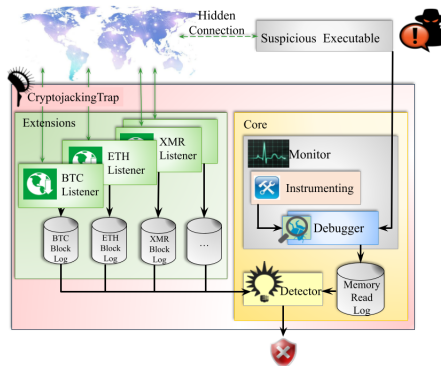 Hidden
Connection
Suspicious Executable
CryptojackingTrap
Extensions
Core
XMR
Listener
ETH
Listener
BTC
Listener
Monitor
Instrumenting
Debugger
BTC
Block
Log
ETH
Block
Log
XMR
Block
Log
...
Detector
Memory
Read
Log